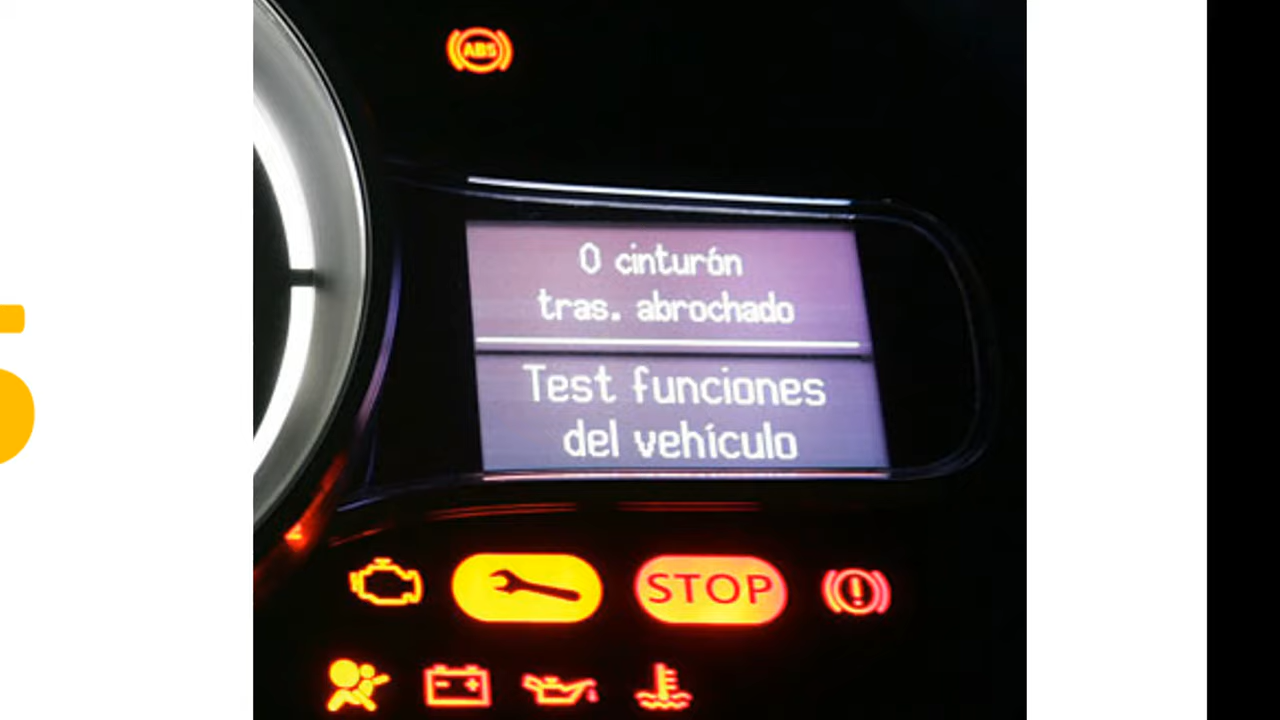 ABS
0 cinturón
tras. abrochado
Test funciones
del vehículo
STOP